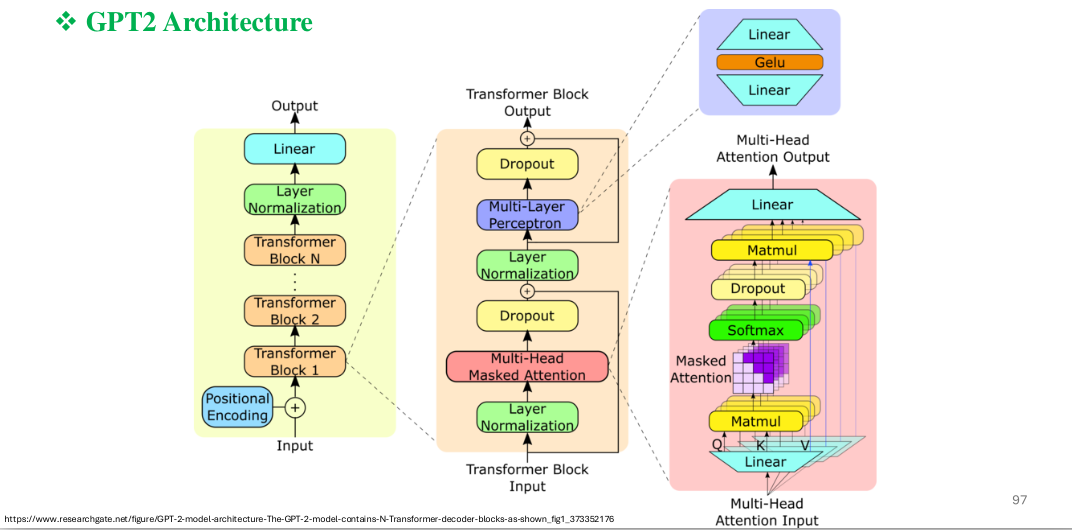 ❖ GPT2 Architecture
Output
Linear
Layer
Normalization
Transformer
Block N
Transformer
Block 2
Transformer
Block 1
Positional
Encoding
+
Input
Transformer Block
Output
+
Dropout
Multi-Layer
Perceptron
Layer
Normalization
+
Dropout
Multi-Head
Masked Attention
Layer
Normalization
Transformer Block
Input
Linear
Gelu
Linear
Multi-Head
Attention Output
Linear
Matmul
Dropout
Softmax
Masked
Attention
Matmul
Q K V
Linear
Multi-Head
Attention Input
97
https://www.researchgate.net/figure/GPT-2-model-architecture-The-GPT-2-model-contains-N-Transformer-decoder-blocks-as-shown_fig1_373352176